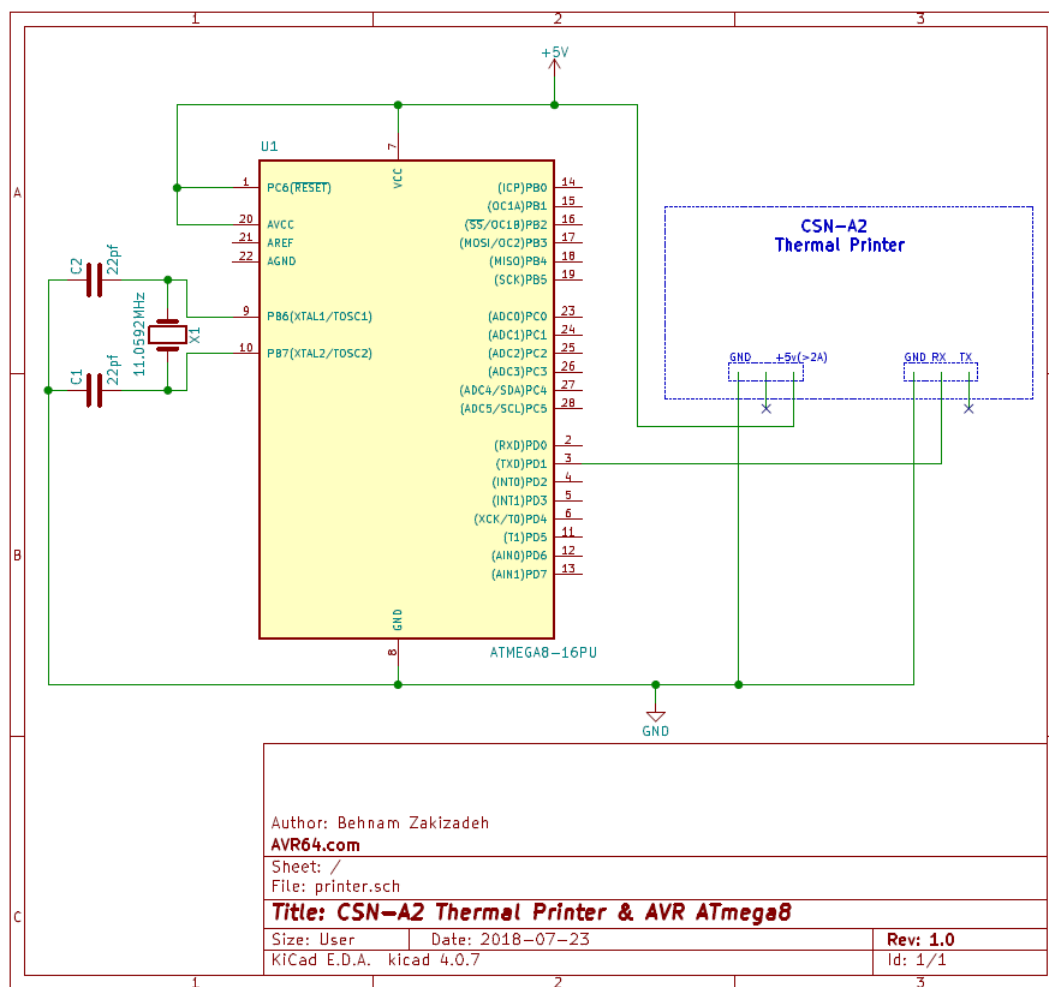 1 2 3
A
B
C
+5V
U1
7
VCC
1 PC6(RESET)
20 AVCC
21 AREF
22 AGND
9 PB6(XTAL1/TOSC1)
10 PB7(XTAL2/TOSC2)
(ICP)PB0 14
(OC1A)PB1 15
(SS/OC1B)PB2 16
(MOSI/OC2)PB3 17
(MISO)PB4 18
(SCK)PB5 19
(ADC0)PC0 23
(ADC1)PC1 24
(ADC2)PC2 25
(ADC3)PC3 26
(ADC4/SDA)PC4 27
(ADC5/SCL)PC5 28
(RXD)PD0 2
(TXD)PD1 3
(INT0)PD2 4
(INT1)PD3 5
(XCK/T0)PD4 6
(T1)PD5 11
(AIN0)PD6 12
(AIN1)PD7 13
GND
8
ATMEGA8-16PU
C2
22pf
11.0592MHz
X1
C1
22pf
CSN-A2
Thermal Printer
GND +5v(>2A)
GND RX TX
GND
Author: Behnam Zakizadeh
AVR64.com
Sheet: /
File: printer.sch
Title: CSN-A2 Thermal Printer & AVR ATmega8
Size: User Date: 2018-07-23 Rev: 1.0
KiCad E.D.A. kicad 4.0.7 Id: 1/1
1 2 3